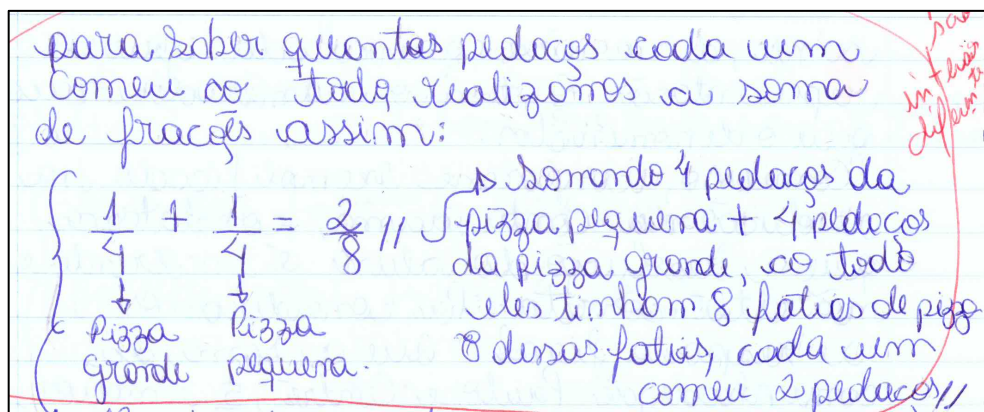 para saber quantos pedaços cada um
comeu ao todo, realizamos a soma
de frações assim:
1/4 + 1/4 = 2/8 //
Pizza grande
Pizza pequena.
Somando 4 pedaços da
pizza pequena + 4 pedaços
da pizza grande, ao todo
eles tinham 8 fatias de pizza
8 dessas fatias, cada um
comeu 2 pedaços //
são
inteiros